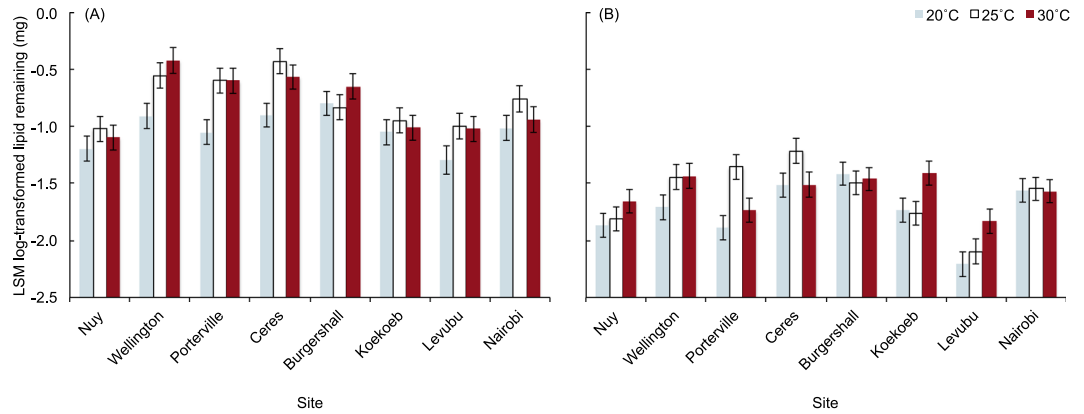 (A)
(B)
20˚C 25˚C 30˚C
LSM log-transformed lipid remaining (mg)
0.0
-0.5
-1.0
-1.5
-2.0
-2.5
Nuy Wellington Porterville Ceres Burgershall Koekoeb Levubu Nairobi
Nuy Wellington Porterville Ceres Burgershall Koekoeb Levubu Nairobi
Site
Site